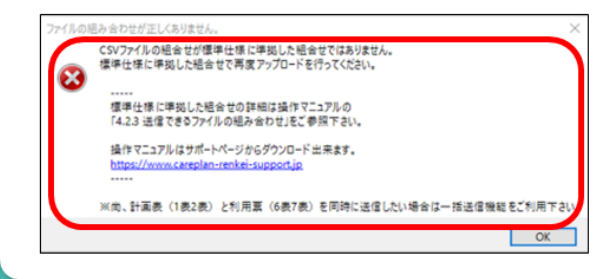 ファイルの組み合わせが正しくありません。
CSVファイルの組合せが標準仕様に準拠した組合せではありません。
標準仕様に準拠した組合せで再度アップロードを行ってください。
-----
標準仕様に準拠した組合せの詳細は操作マニュアルの
「4.2.3 送信できるファイルの組み合わせ」をご参照下さい。
操作マニュアルはサポートページからダウンロード出来ます。
https://www.careplan-renkei-support.jp
-----
※尚、計画表（1表2表）と利用票（6表7表）を同時に送信したい場合は一括送信機能をご利用下さい
OK